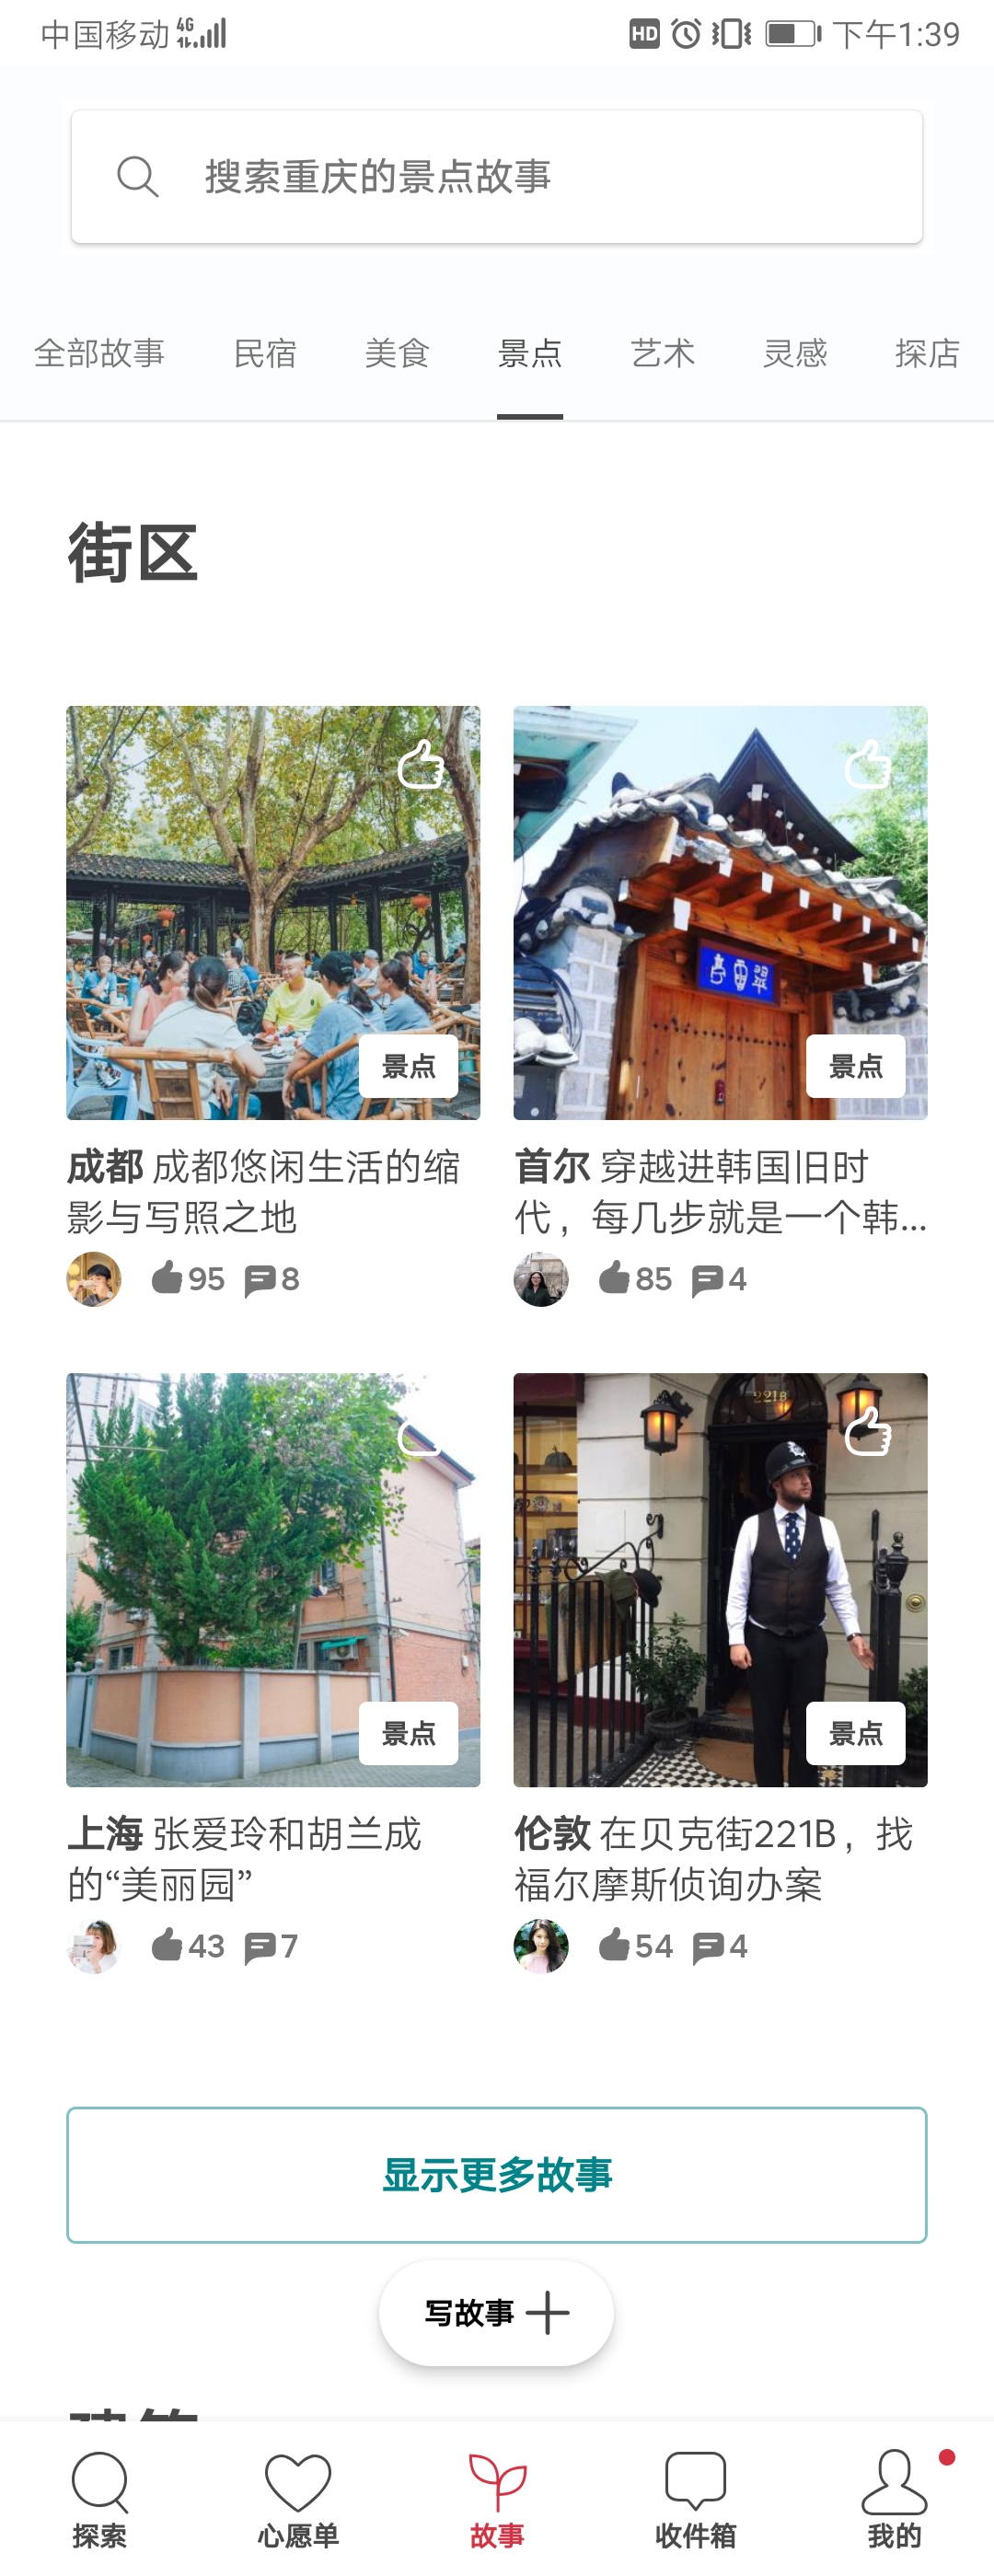 中国移动 4G HD 下午1:39
搜索重庆的景点故事
全部故事 民宿 美食 景点 艺术 灵感 探店
街区
景点
景点
成都 成都悠闲生活的缩
影与写照之地
95 8
首尔 穿越进韩国旧时
代，每几步就是一个韩...
85 4
221B
景点
景点
上海 张爱玲和胡兰成
的“美丽园”
43 7
伦敦 在贝克街221B，找
福尔摩斯侦询办案
54 4
显示更多故事
写故事
探索 心愿单 故事 收件箱 我的